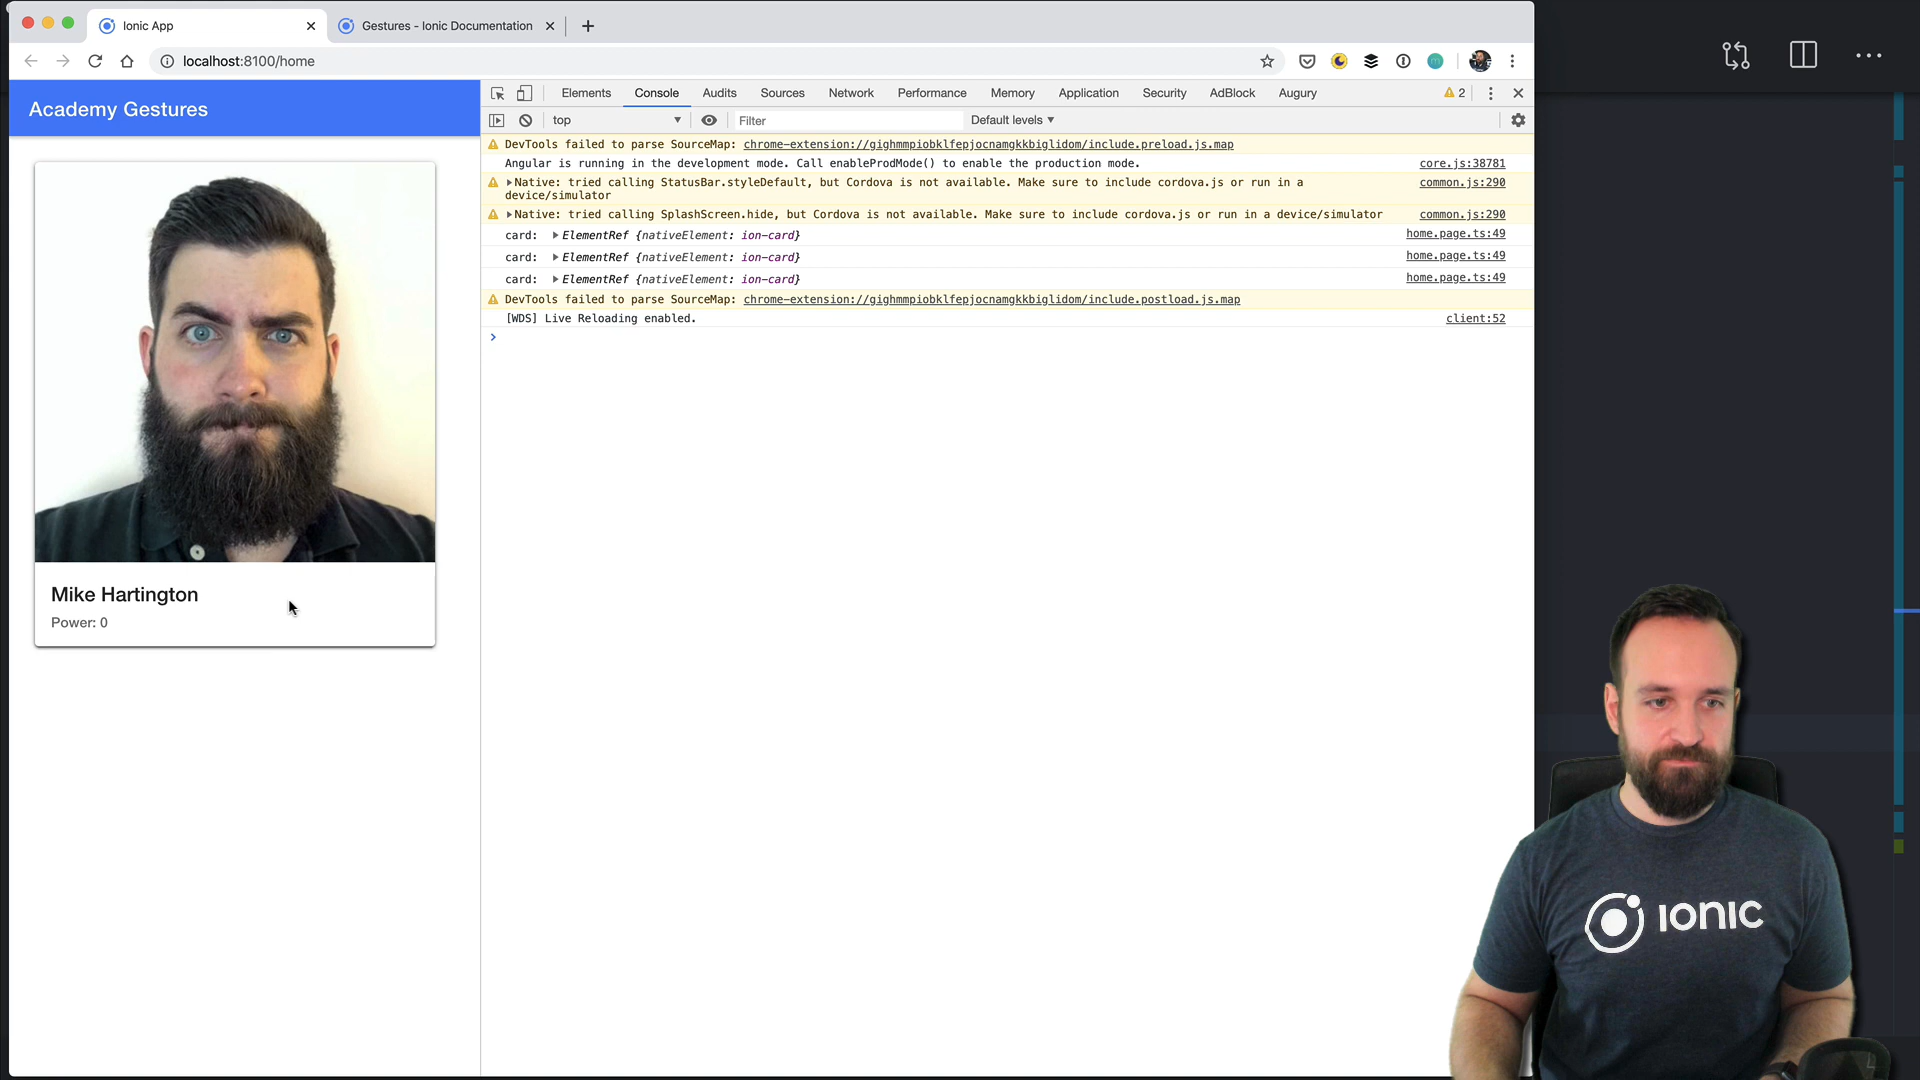 Ionic App
Gestures - Ionic Documentation
localhost:8100/home
Academy Gestures
Elements Console Audits Sources Network Performance Memory Application Security AdBlock Augury 2
top Filter Default levels
DevTools failed to parse SourceMap: chrome-extension://gighmmpiobklfepjocnamgkkbiglidom/include.preload.js.map
Angular is running in the development mode. Call enableProdMode() to enable the production mode. core.js:38781
Native: tried calling StatusBar.styleDefault, but Cordova is not available. Make sure to include cordova.js or run in a common.js:290
device/simulator
Native: tried calling SplashScreen.hide, but Cordova is not available. Make sure to include cordova.js or run in a device/simulator common.js:290
card: ElementRef {nativeElement: ion-card} home.page.ts:49
card: ElementRef {nativeElement: ion-card} home.page.ts:49
card: ElementRef {nativeElement: ion-card} home.page.ts:49
DevTools failed to parse SourceMap: chrome-extension://gighmmpiobklfepjocnamgkkbiglidom/include.postload.js.map
[WDS] Live Reloading enabled. client:52
Mike Hartington
Power: 0
IONIC